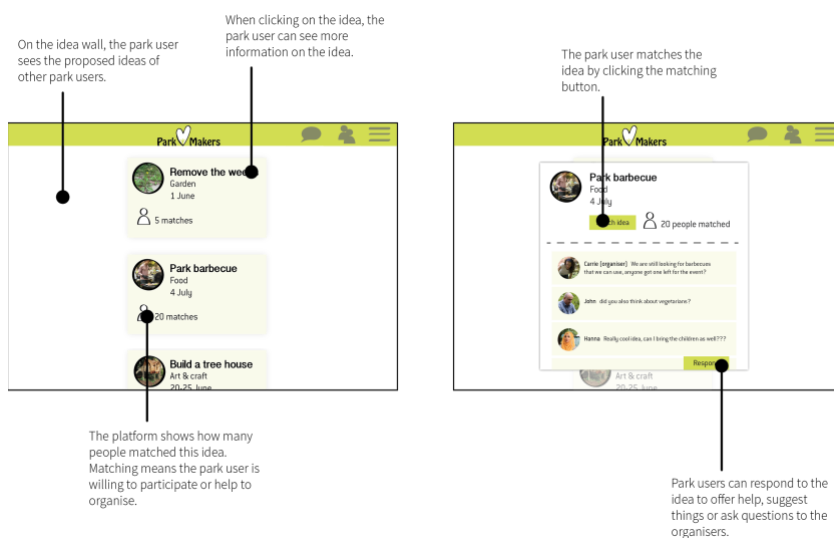 On the idea wall, the park user
sees the proposed ideas of
other park users.
When clicking on the idea, the
park user can see more
information on the idea.
Park Makers
Remove the
Garden
1 June
5 matches
Park barbecue
Food
4 July
20 matches
Build a tree house
Art & craft
20-25 June
The platform shows how many
people matched this idea.
Matching means the park user is
willing to participate or help to
organise.
The park user matches the
idea by clicking the matching
button.
Park Makers
Park barbecue
Food
4 July
idea
20 people matched
Carrie (organiser) We are still looking for barbecues
that we can use, anyone got one left for the event?
John did you also think about vegetarians?
Hanna Really cool idea, can I bring the children as well???
Art & craft
20-25 June
Park users can respond to the
idea to offer help, suggest
things or ask questions to the
organisers.